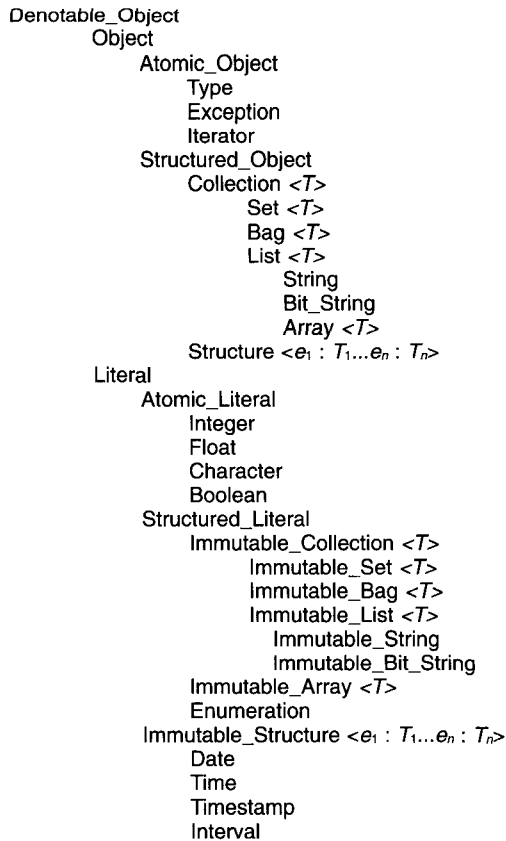 Denotable_Object
Object
Atomic_Object
Type
Exception
Iterator
Structured_Object
Collection <T>
Set <T>
Bag <T>
List <T>
String
Bit_String
Array <T>
Structure <e₁ : T₁...eₙ : Tₙ>
Literal
Atomic_Literal
Integer
Float
Character
Boolean
Structured_Literal
Immutable_Collection <T>
Immutable_Set <T>
Immutable_Bag <T>
Immutable_List <T>
Immutable_String
Immutable_Bit_String
Immutable_Array <T>
Enumeration
Immutable_Structure <e₁ : T₁...eₙ : Tₙ>
Date
Time
Timestamp
Interval